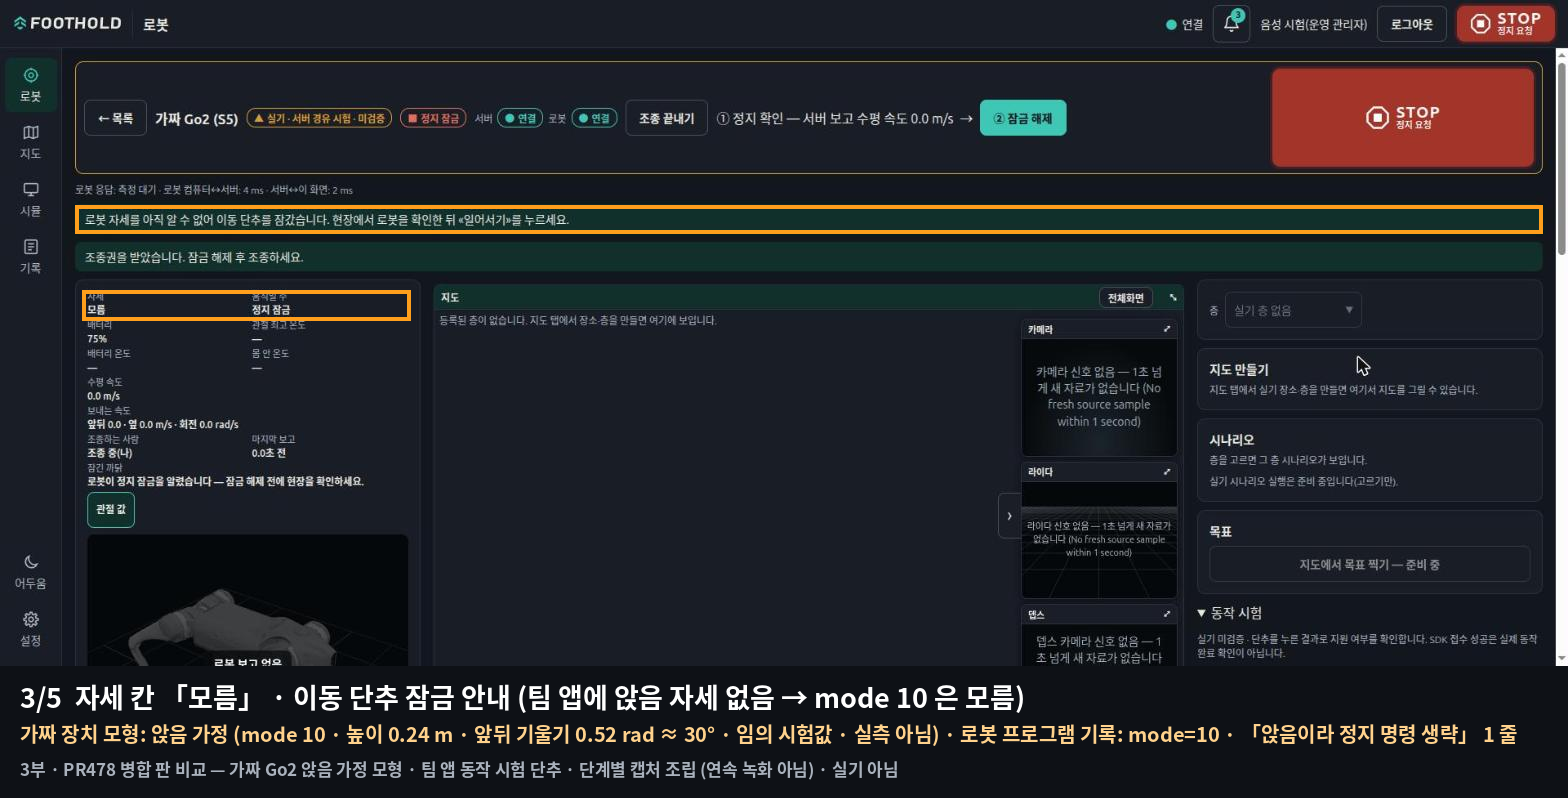 FOOTHOLD
로봇
연결
3
음성 시험(운영 관리자)
로그아웃
STOP
정지 요청
로봇
지도
시뮬
기록
어두움
설정
← 목록
가짜 Go2 (S5)
▲ 실기 · 서버 경유 시험 · 미검증
■ 정지 잠금
서버
● 연결
로봇
● 연결
조종 끝내기
① 정지 확인 — 서버 보고 수평 속도 0.0 m/s →
② 잠금 해제
STOP
정지 요청
로봇 응답: 측정 대기 · 로봇 컴퓨터↔서버: 4 ms · 서버↔이 화면: 2 ms
로봇 자세를 아직 알 수 없어 이동 단추를 잠갔습니다. 현장에서 로봇을 확인한 뒤 «일어서기»를 누르세요.
조종권을 받았습니다. 잠금 해제 후 조종하세요.
자세
움직일 수
모름
정지 잠금
배터리
관절 최고 온도
75%
—
배터리 온도
몸 안 온도
—
—
수평 속도
0.0 m/s
보내는 속도
앞뒤 0.0 · 옆 0.0 m/s · 회전 0.0 rad/s
조종하는 사람
마지막 보고
조종 중(나)
0.0초 전
잠긴 까닭
로봇이 정지 잠금을 알렸습니다 — 잠금 해제 전에 현장을 확인하세요.
관절 값
로봇 보고 없음
지도
전체화면
등록된 층이 없습니다. 지도 탭에서 장소·층을 만들면 여기에 보입니다.
카메라
카메라 신호 없음 — 1초 넘
게 새 자료가 없습니다 (No
fresh source sample
within 1 second)
라이다
라이다 신호 없음 — 1초 넘게 새 자료가
없습니다 (No fresh source sample
within 1 second)
뎁스
뎁스 카메라 신호 없음 — 1
초 넘게 새 자료가 없습니다
층
실기 층 없음
지도 만들기
지도 탭에서 실기 장소·층을 만들면 여기서 지도를 그릴 수 있습니다.
시나리오
층을 고르면 그 층 시나리오가 보입니다.
실기 시나리오 실행은 준비 중입니다(고르기만).
목표
지도에서 목표 찍기 — 준비 중
▼ 동작 시험
실기 미검증 · 단추를 누른 결과로 지원 여부를 확인합니다. SDK 접수 성공은 실제 동작
완료 확인이 아닙니다.
3/5 자세 칸 「모름」 · 이동 단추 잠금 안내 (팀 앱에 앉음 자세 없음 → mode 10 은 모름)
가짜 장치 모형: 앉음 가정 (mode 10 · 높이 0.24 m · 앞뒤 기울기 0.52 rad ≈ 30° · 임의 시험값 · 실측 아님) · 로봇 프로그램 기록: mode=10 · 「앉음이라 정지 명령 생략」 1 줄
3부 · PR478 병합 판 비교 — 가짜 Go2 앉음 가정 모형 · 팀 앱 동작 시험 단추 · 단계별 캡처 조립 (연속 녹화 아님) · 실기 아님